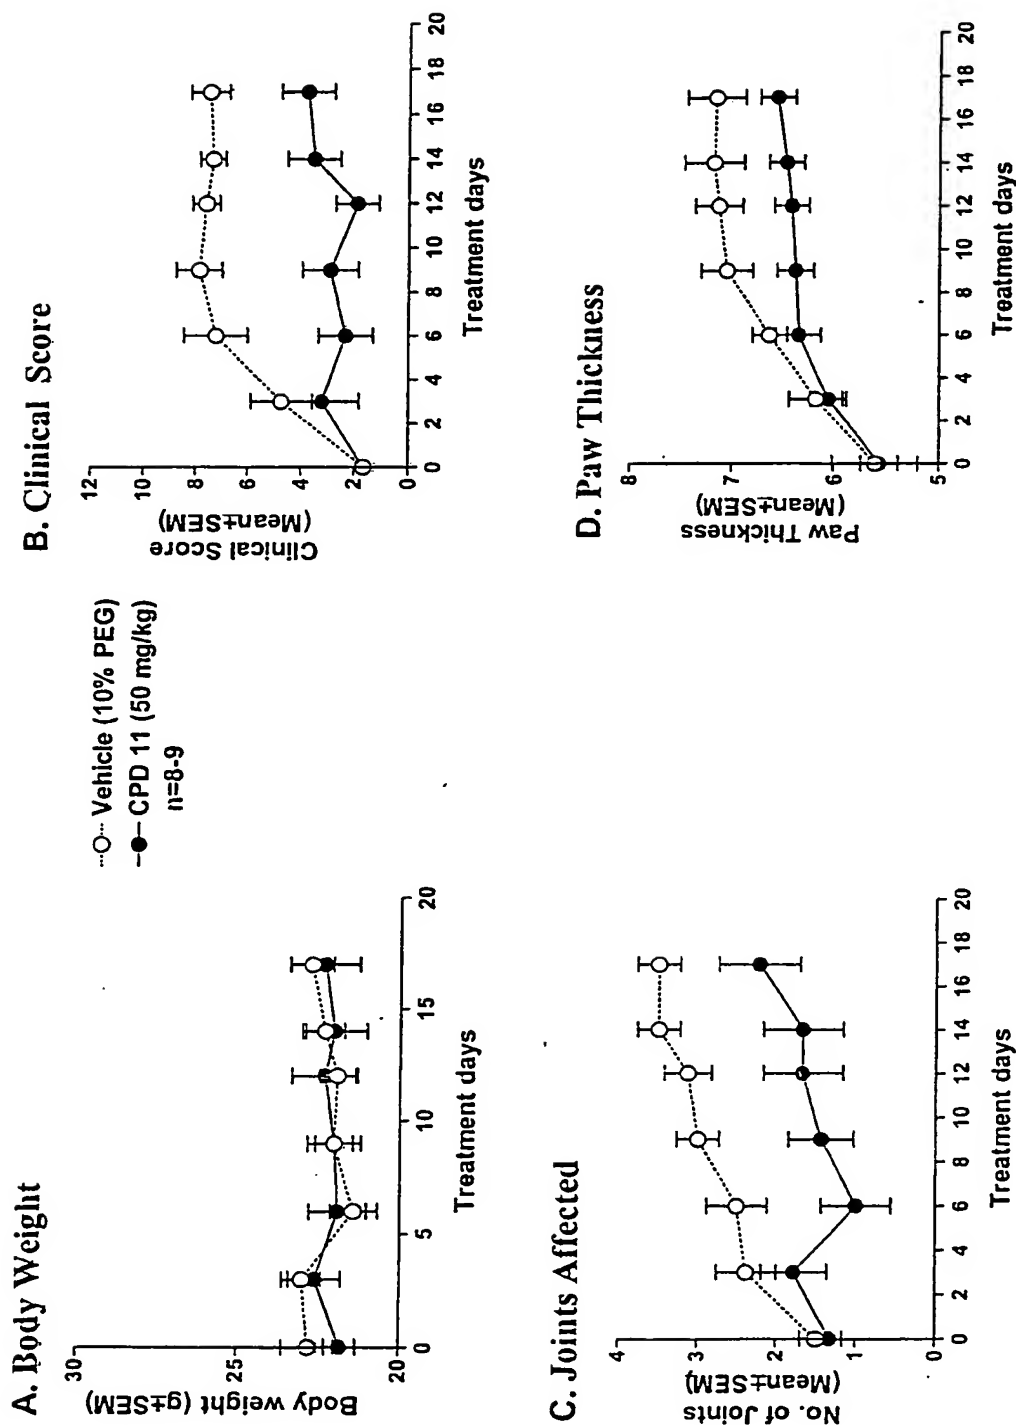 A. Body Weight
Body weight (g±SEM)
30
25
20
0 5 10 15 20
Treatment days
Vehicle (10% PEG)
CPD 11 (50 mg/kg)
n=8-9
B. Clinical Score
Clinical Score
(Mean±SEM)
12
10
8
6
4
2
0
0 2 4 6 8 10 12 14 16 18 20
Treatment days
C. Joints Affected
No. of Joints
(Mean±SEM)
4
3
2
1
0
0 2 4 6 8 10 12 14 16 18 20
Treatment days
D. Paw Thickness
Paw Thickness
(Mean±SEM)
8
7
6
5
0 2 4 6 8 10 12 14 16 18 20
Treatment days